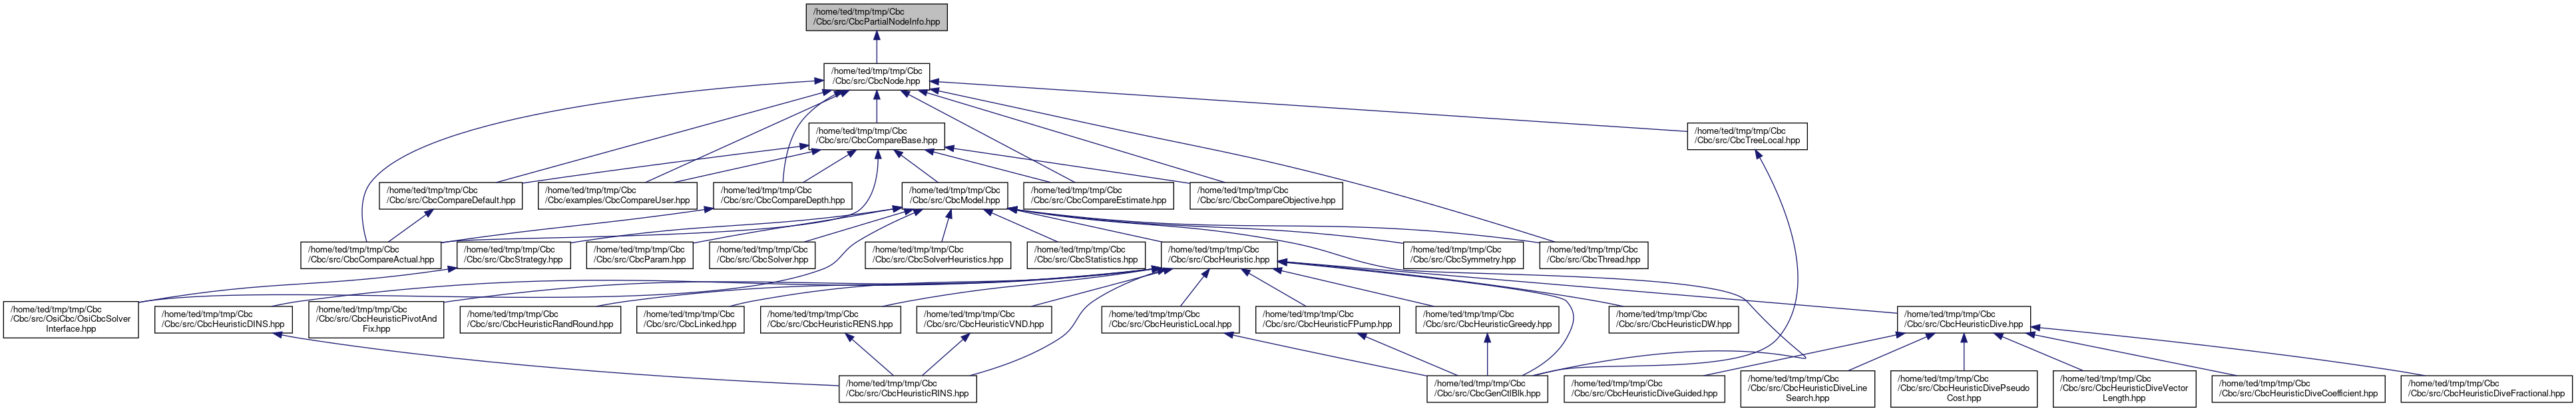 /home/ted/tmp/tmp/Cbc
/Cbc/src/CbcPartialNodeInfo.hpp
/home/ted/tmp/tmp/Cbc
/Cbc/src/CbcNode.hpp
/home/ted/tmp/tmp/Cbc
/Cbc/src/CbcCompareBase.hpp
/home/ted/tmp/tmp/Cbc
/Cbc/src/CbcTreeLocal.hpp
/home/ted/tmp/tmp/Cbc
/Cbc/src/CbcCompareDefault.hpp
/home/ted/tmp/tmp/Cbc
/Cbc/examples/CbcCompareUser.hpp
/home/ted/tmp/tmp/Cbc
/Cbc/src/CbcCompareDepth.hpp
/home/ted/tmp/tmp/Cbc
/Cbc/src/CbcModel.hpp
/home/ted/tmp/tmp/Cbc
/Cbc/src/CbcCompareEstimate.hpp
/home/ted/tmp/tmp/Cbc
/Cbc/src/CbcCompareObjective.hpp
/home/ted/tmp/tmp/Cbc
/Cbc/src/CbcCompareActual.hpp
/home/ted/tmp/tmp/Cbc
/Cbc/src/CbcStrategy.hpp
/home/ted/tmp/tmp/Cbc
/Cbc/src/CbcParam.hpp
/home/ted/tmp/tmp/Cbc
/Cbc/src/CbcSolver.hpp
/home/ted/tmp/tmp/Cbc
/Cbc/src/CbcSolverHeuristics.hpp
/home/ted/tmp/tmp/Cbc
/Cbc/src/CbcStatistics.hpp
/home/ted/tmp/tmp/Cbc
/Cbc/src/CbcHeuristic.hpp
/home/ted/tmp/tmp/Cbc
/Cbc/src/CbcSymmetry.hpp
/home/ted/tmp/tmp/Cbc
/Cbc/src/CbcThread.hpp
/home/ted/tmp/tmp/Cbc
/Cbc/src/OsiCbc/OsiCbcSolver
Interface.hpp
/home/ted/tmp/tmp/Cbc
/Cbc/src/CbcHeuristicDINS.hpp
/home/ted/tmp/tmp/Cbc
/Cbc/src/CbcHeuristicPivotAnd
Fix.hpp
/home/ted/tmp/tmp/Cbc
/Cbc/src/CbcHeuristicRandRound.hpp
/home/ted/tmp/tmp/Cbc
/Cbc/src/CbcLinked.hpp
/home/ted/tmp/tmp/Cbc
/Cbc/src/CbcHeuristicRENS.hpp
/home/ted/tmp/tmp/Cbc
/Cbc/src/CbcHeuristicVND.hpp
/home/ted/tmp/tmp/Cbc
/Cbc/src/CbcHeuristicLocal.hpp
/home/ted/tmp/tmp/Cbc
/Cbc/src/CbcHeuristicFPump.hpp
/home/ted/tmp/tmp/Cbc
/Cbc/src/CbcHeuristicGreedy.hpp
/home/ted/tmp/tmp/Cbc
/Cbc/src/CbcHeuristicDW.hpp
/home/ted/tmp/tmp/Cbc
/Cbc/src/CbcHeuristicDive.hpp
/home/ted/tmp/tmp/Cbc
/Cbc/src/CbcHeuristicRINS.hpp
/home/ted/tmp/tmp/Cbc
/Cbc/src/CbcGenCtlBlk.hpp
/home/ted/tmp/tmp/Cbc
/Cbc/src/CbcHeuristicDiveGuided.hpp
/home/ted/tmp/tmp/Cbc
/Cbc/src/CbcHeuristicDiveLine
Search.hpp
/home/ted/tmp/tmp/Cbc
/Cbc/src/CbcHeuristicDivePseudo
Cost.hpp
/home/ted/tmp/tmp/Cbc
/Cbc/src/CbcHeuristicDiveVector
Length.hpp
/home/ted/tmp/tmp/Cbc
/Cbc/src/CbcHeuristicDiveCoefficient.hpp
/home/ted/tmp/tmp/Cbc
/Cbc/src/CbcHeuristicDiveFractional.hpp